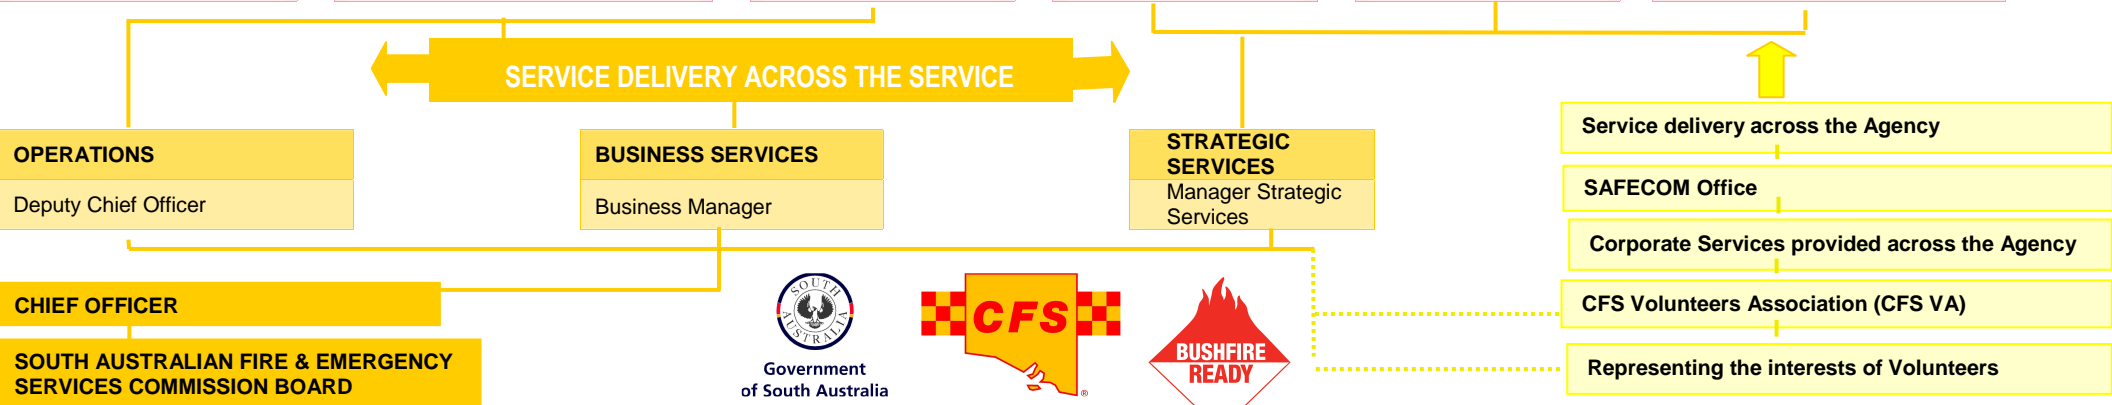 SERVICE DELIVERY ACROSS THE SERVICE
OPERATIONS
Deputy Chief Officer
BUSINESS SERVICES
Business Manager
STRATEGIC
SERVICES
Manager Strategic
Services
Service delivery across the Agency
SAFECOM Office
Corporate Services provided across the Agency
CFS Volunteers Association (CFS VA)
Representing the interests of Volunteers
CHIEF OFFICER
SOUTH AUSTRALIAN FIRE & EMERGENCY
SERVICES COMMISSION BOARD
SOUTH
AUSTRALIA
Government
of South Australia
CFS
®
BUSHFIRE
READY